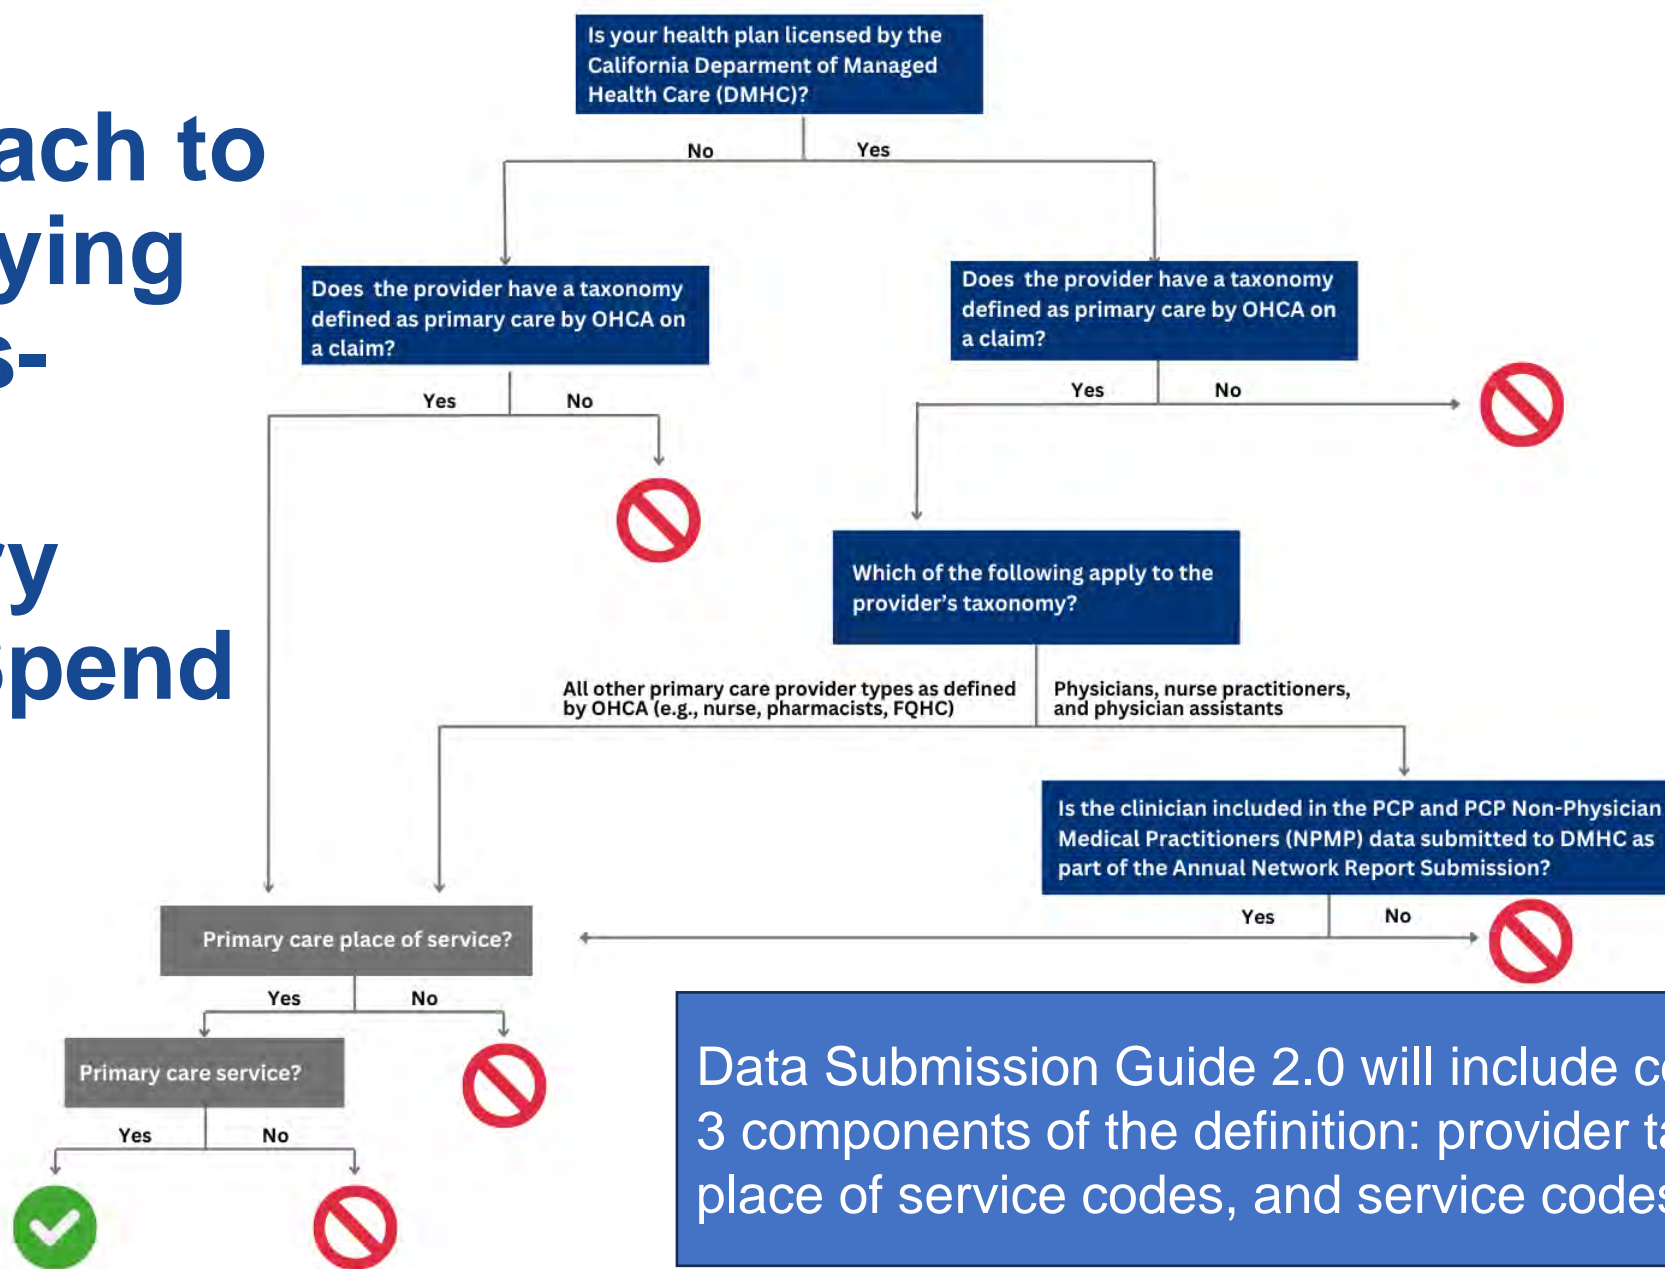 Is your health plan licensed by the
California Deparment of Managed
Health Care (DMHC)?
ach to
ying
s-
ry
Spend
No
Yes
Does the provider have a taxonomy
defined as primary care by OHCA on
a claim?
Does the provider have a taxonomy
defined as primary care by OHCA on
a claim?
Yes
No
Yes
No
Which of the following apply to the
provider's taxonomy?
All other primary care provider types as defined
by OHCA (e.g., nurse, pharmacists, FQHC)
Physicians, nurse practitioners,
and physician assistants
Is the clinician included in the PCP and PCP Non-Physician
Medical Practitioners (NPMP) data submitted to DMHC as
part of the Annual Network Report Submission?
Yes
No
Primary care place of service?
Yes
No
Primary care service?
Yes
No
Data Submission Guide 2.0 will include co
3 components of the definition: provider ta
place of service codes, and service codes